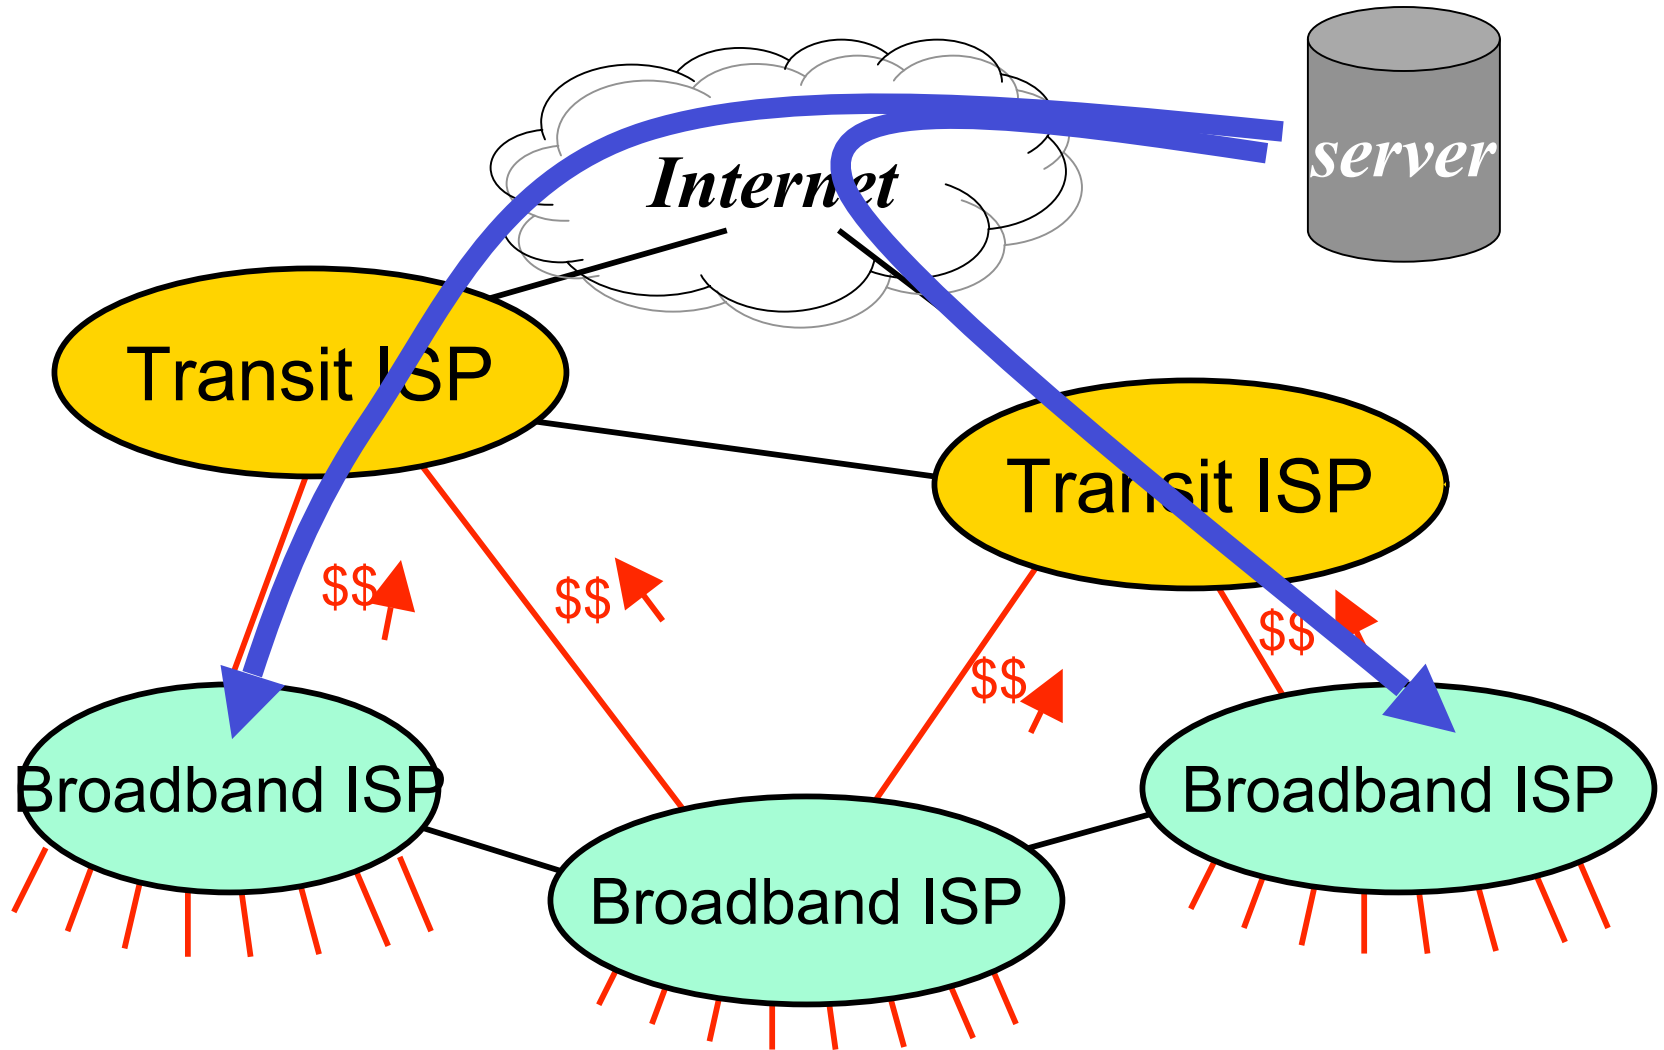 server
Internet
Transit ISP
Transit ISP
$$
$$
$$
$$
Broadband ISP
Broadband ISP
Broadband ISP